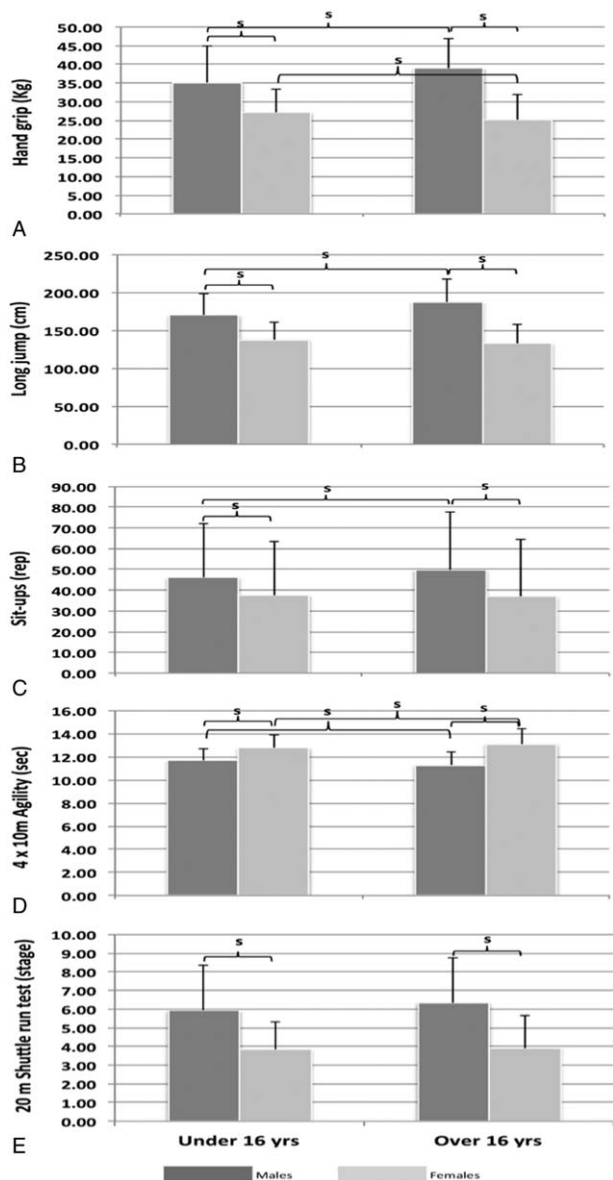 Hand grip (Kg)
50.00
45.00
40.00
35.00
30.00
25.00
20.00
15.00
10.00
5.00
0.00
S
S
S
S
A
Long jump (cm)
250.00
200.00
150.00
100.00
50.00
0.00
S
S
S
B
Sit-ups (rep)
90.00
80.00
70.00
60.00
50.00
40.00
30.00
20.00
10.00
0.00
S
S
S
C
4 x 10m Agility (sec)
16.00
14.00
12.00
10.00
8.00
6.00
4.00
2.00
0.00
S
S
S
S
D
20 m Shuttle run test (stage)
10.00
9.00
8.00
7.00
6.00
5.00
4.00
3.00
2.00
1.00
0.00
S
S
E
Under 16 yrs
Over 16 yrs
Males
Females